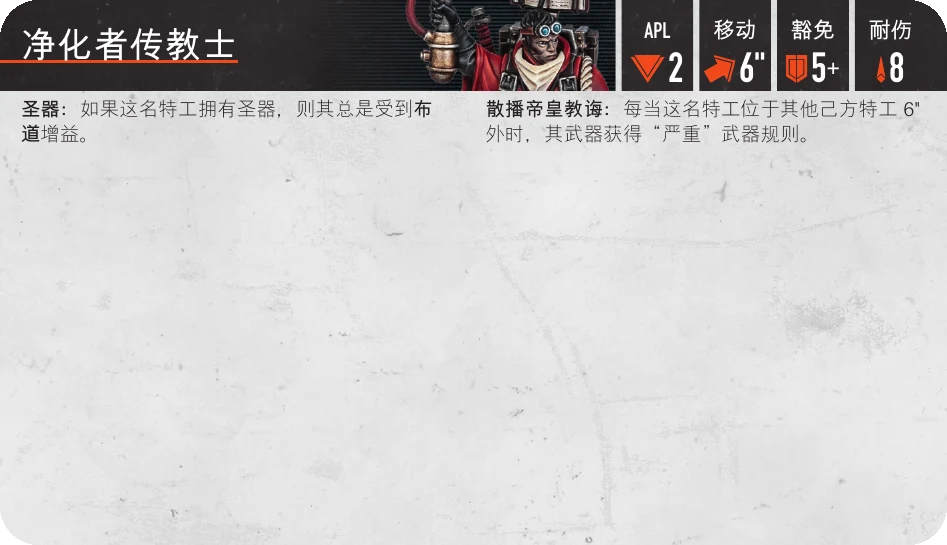 净化者传教士
APL
2
移动
6"
豁免
5+
耐伤
8
圣器：如果这名特工拥有圣器，则其总是受到布
道增益。
散播帝皇教诲：每当这名特工位于其他己方特工 6"
外时，其武器获得“严重”武器规则。